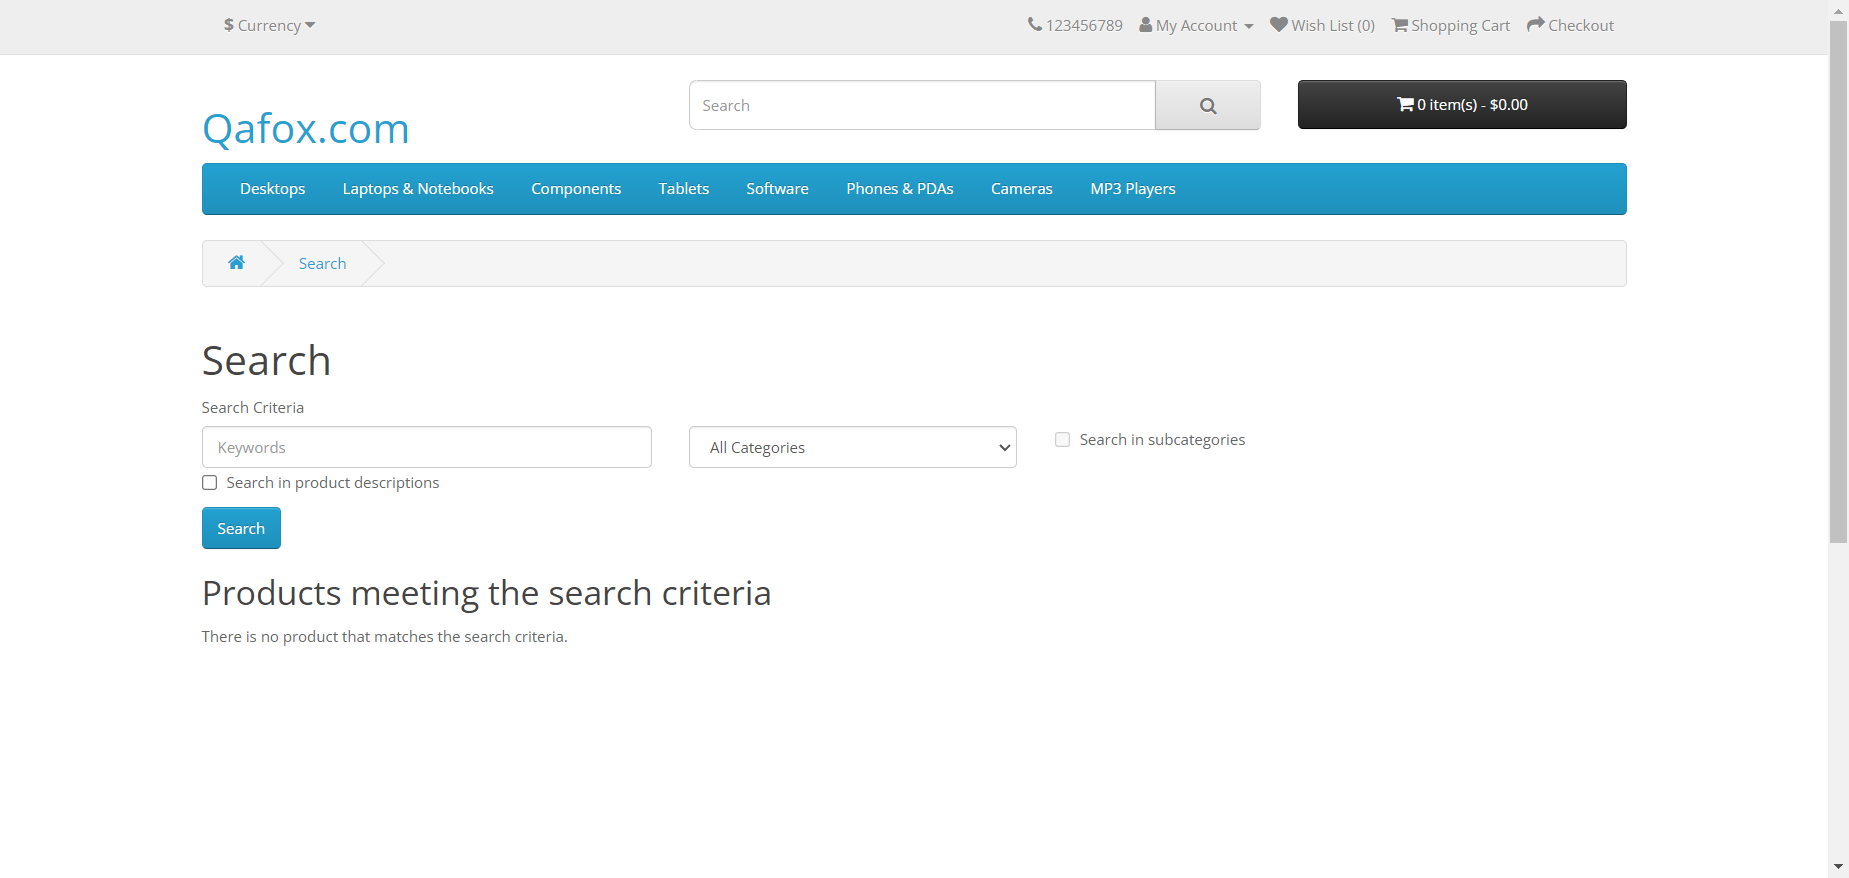 $ Currency
123456789 My Account Wish List (0) Shopping Cart Checkout
Qafox.com
Search
0 item(s) - $0.00
Desktops Laptops & Notebooks Components Tablets Software Phones & PDAs Cameras MP3 Players
Search
Search
Search Criteria
Keywords
All Categories
Search in subcategories
Search in product descriptions
Search
Products meeting the search criteria
There is no product that matches the search criteria.